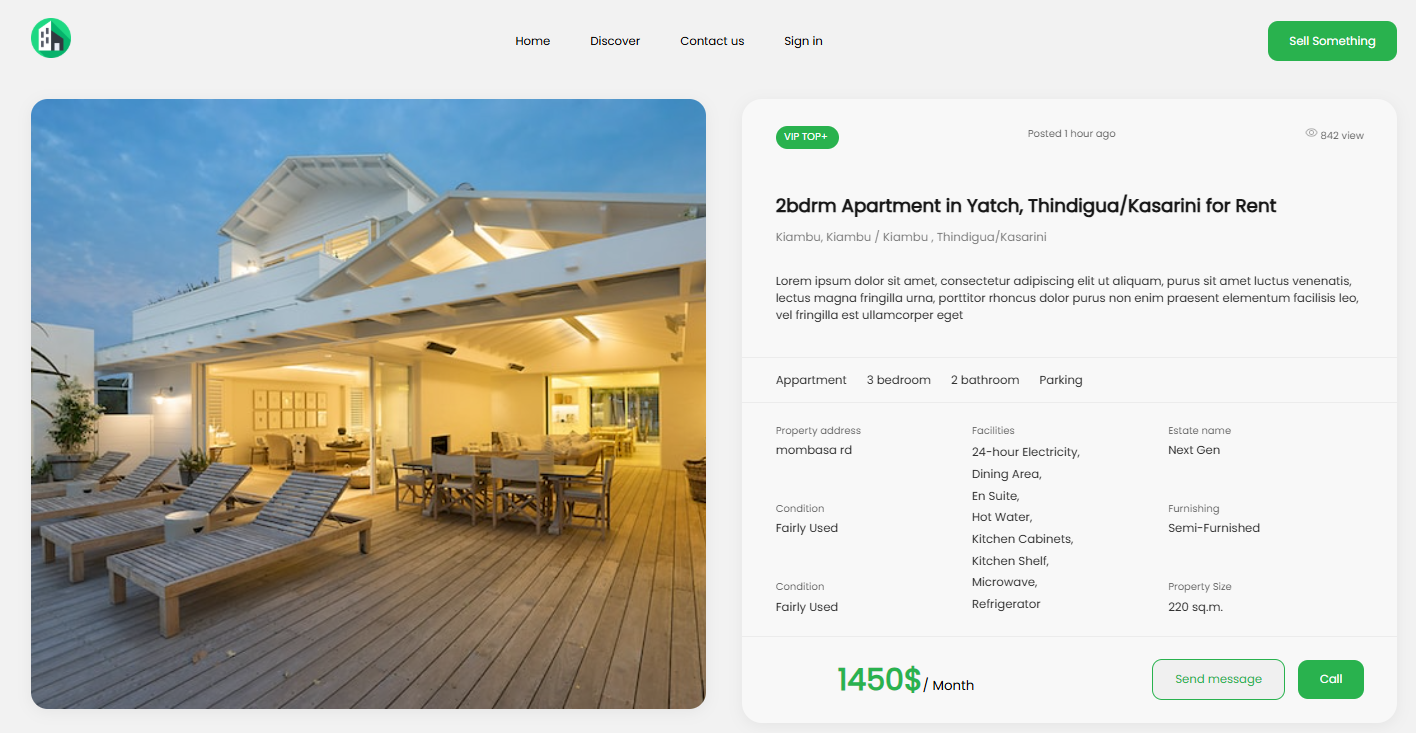 Home Discover Contact us Sign in Sell Something
VIP TOP+ Posted 1 hour ago 842 view
2bdrm Apartment in Yatch, Thindigua/Kasarini for Rent
Kiambu, Kiambu / Kiambu , Thindigua/Kasarini
Lorem ipsum dolor sit amet, consectetur adipiscing elit ut aliquam, purus sit amet luctus venenatis,
lectus magna fringilla urna, porttitor rhoncus dolor purus non enim praesent elementum facilisis leo,
vel fringilla est ullamcorper eget
Appartment 3 bedroom 2 bathroom Parking
Property address
mombasa rd
Condition
Fairly Used
Condition
Fairly Used
Facilities
24-hour Electricity,
Dining Area,
En Suite,
Hot Water,
Kitchen Cabinets,
Kitchen Shelf,
Microwave,
Refrigerator
Estate name
Next Gen
Furnishing
Semi-Furnished
Property Size
220 sq.m.
1450$/ Month Send message Call